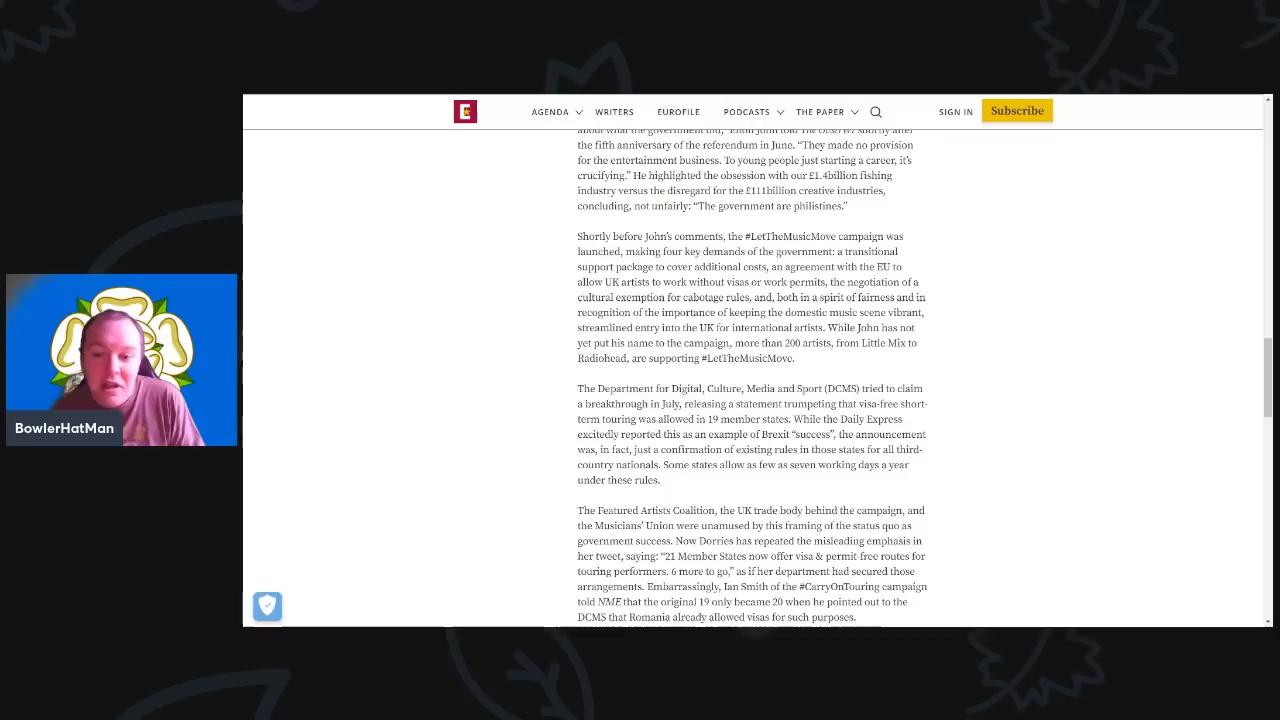 E
AGENDA WRITERS EUROFILE PODCASTS THE PAPER SIGN IN Subscribe
about what the government did," Elton John told The Observer shortly after
the fifth anniversary of the referendum in June. “They made no provision
for the entertainment business. To young people just starting a career, it’s
crucifying.” He highlighted the obsession with our £1.4billion fishing
industry versus the disregard for the £111billion creative industries,
concluding, not unfairly: “The government are philistines.”
Shortly before John’s comments, the #LetTheMusicMove campaign was
launched, making four key demands of the government: a transitional
support package to cover additional costs, an agreement with the EU to
allow UK artists to work without visas or work permits, the negotiation of a
cultural exemption for cabotage rules, and, both in a spirit of fairness and in
recognition of the importance of keeping the domestic music scene vibrant,
streamlined entry into the UK for international artists. While John has not
yet put his name to the campaign, more than 200 artists, from Little Mix to
Radiohead, are supporting #LetTheMusicMove.
The Department for Digital, Culture, Media and Sport (DCMS) tried to claim
a breakthrough in July, releasing a statement trumpeting that visa-free short-
term touring was allowed in 19 member states. While the Daily Express
excitedly reported this as an example of Brexit “success”, the announcement
was, in fact, just a confirmation of existing rules in those states for all third-
country nationals. Some states allow as few as seven working days a year
under these rules.
The Featured Artists Coalition, the UK trade body behind the campaign, and
the Musicians’ Union were unamused by this framing of the status quo as
government success. Now Dorries has repeated the misleading emphasis in
her tweet, saying: “21 Member States now offer visa & permit-free routes for
touring performers. 6 more to go,” as if her department had secured those
arrangements. Embarrassingly, Ian Smith of the #CarryOnTouring campaign
told NME that the original 19 only became 20 when he pointed out to the
DCMS that Romania already allowed visas for such purposes.
BowlerHatMan